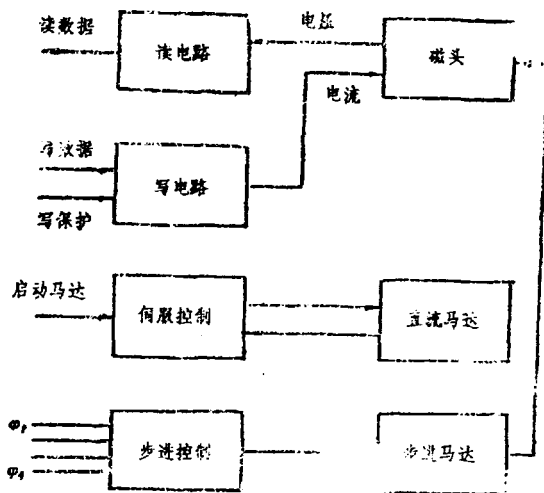 读数据
读电路
电压
磁头
电流
写数据
写电路
写保护
启动马达
伺服控制
直流马达
步进控制
步进马达
φ4